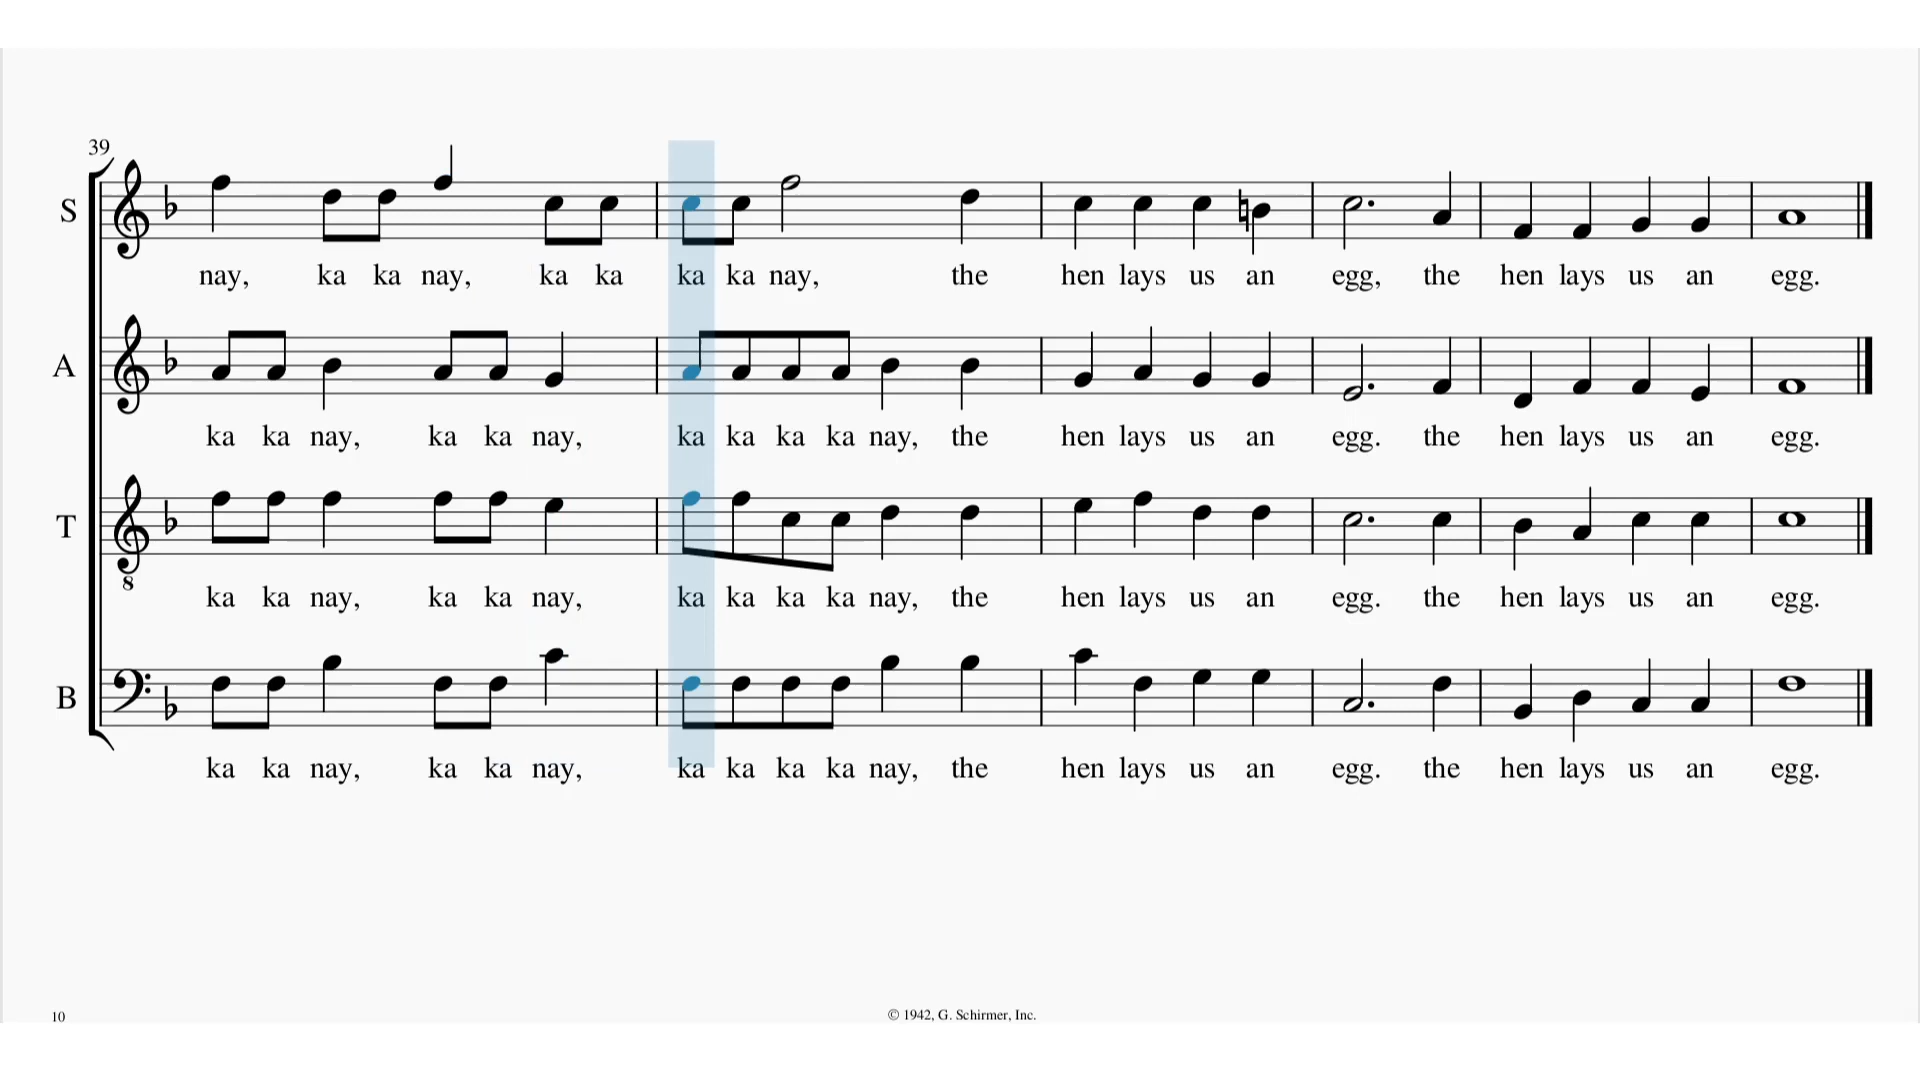 39
S
nay, ka ka nay, ka ka ka ka nay, the hen lays us an egg, the hen lays us an egg.
A
ka ka nay, ka ka nay, ka ka ka ka nay, the hen lays us an egg. the hen lays us an egg.
T
8
ka ka nay, ka ka nay, ka ka ka ka nay, the hen lays us an egg. the hen lays us an egg.
B
ka ka nay, ka ka nay, ka ka ka ka nay, the hen lays us an egg. the hen lays us an egg.
10
© 1942, G. Schirmer, Inc.